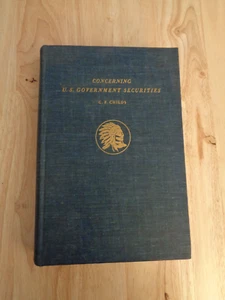 CONCERNING
U. S. GOVERNMENT SECURITIES
C. F. CHILDS